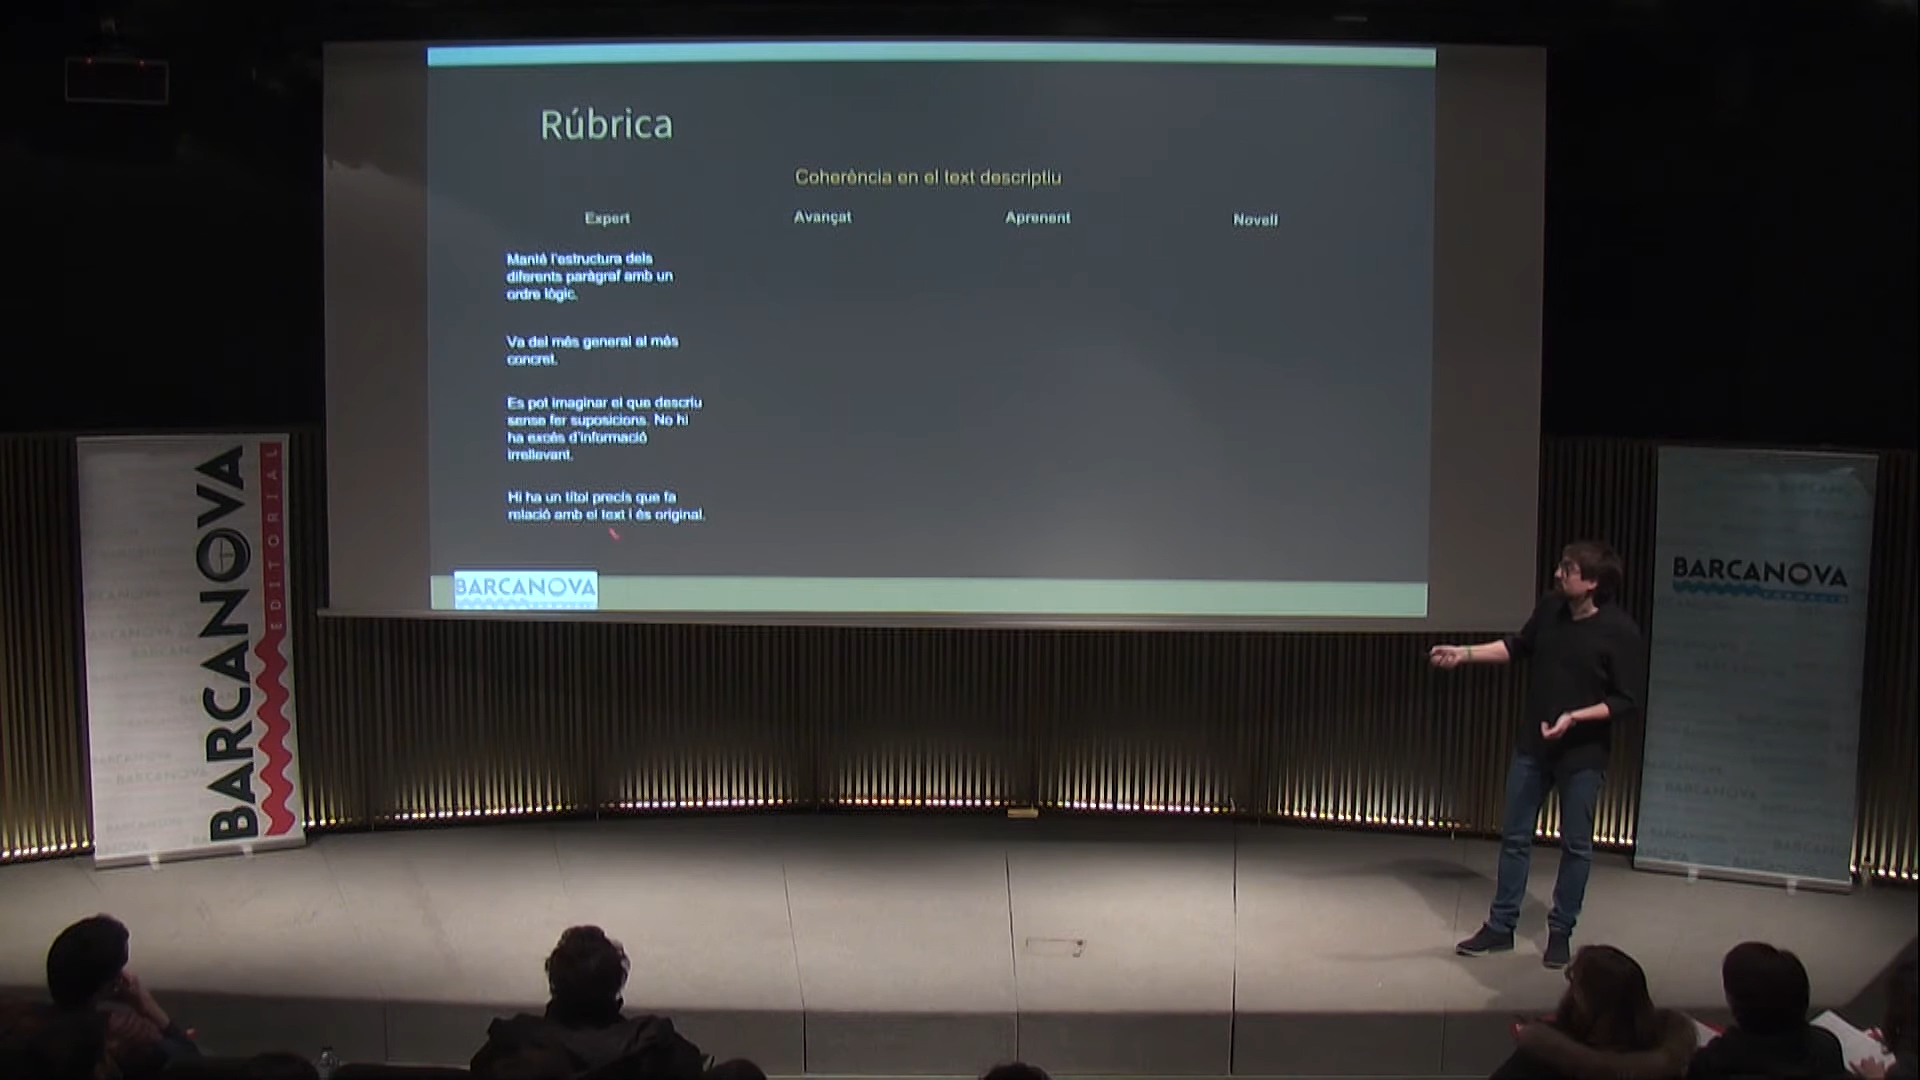 Rúbrica
Coherència en el text descriptiu
Expert
Avançat
Aprenent
Novell
Manté l'estructura dels
diferents paràgraf amb un
ordre lògic.
Va del més general al més
concret.
Es pot imaginar el que descriu
sense fer suposicions. No hi
ha excés d'informació
irrellevant.
Hi ha un títol precís que fa
relació amb el text i és original.
BARCANOVA
BARCANOVA
EDITORIAL
BARCANOVA